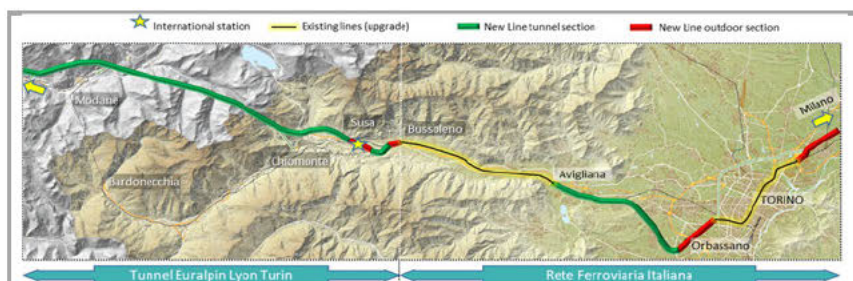 International station
Existing lines (upgrade)
New Line tunnel section
New Line outdoor section
Modane
Susa
Bussoleno
Milano
Chiomonte
Bardonecchia
Avigliana
TORINO
Orbassano
Tunnel Euralpin Lyon Turin
Rete Ferroviaria Italiana